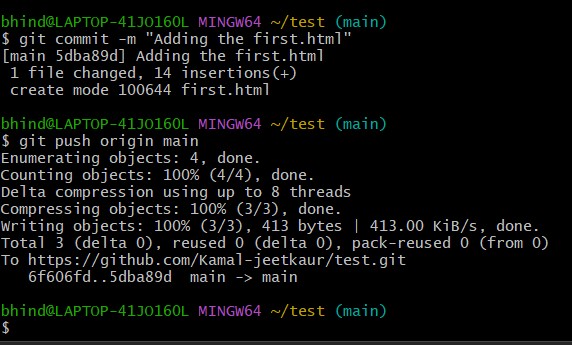 bhind@LAPTOP-41JO160L MINGW64 ~/test (main)
$ git commit -m "Adding the first.html"
[main 5dba89d] Adding the first.html
 1 file changed, 14 insertions(+)
 create mode 100644 first.html

bhind@LAPTOP-41JO160L MINGW64 ~/test (main)
$ git push origin main
Enumerating objects: 4, done.
Counting objects: 100% (4/4), done.
Delta compression using up to 8 threads
Compressing objects: 100% (3/3), done.
Writing objects: 100% (3/3), 413 bytes | 413.00 KiB/s, done.
Total 3 (delta 0), reused 0 (delta 0), pack-reused 0 (from 0)
To https://github.com/Kamal-jeetkaur/test.git
   6f606fd..5dba89d  main -> main

bhind@LAPTOP-41JO160L MINGW64 ~/test (main)
$